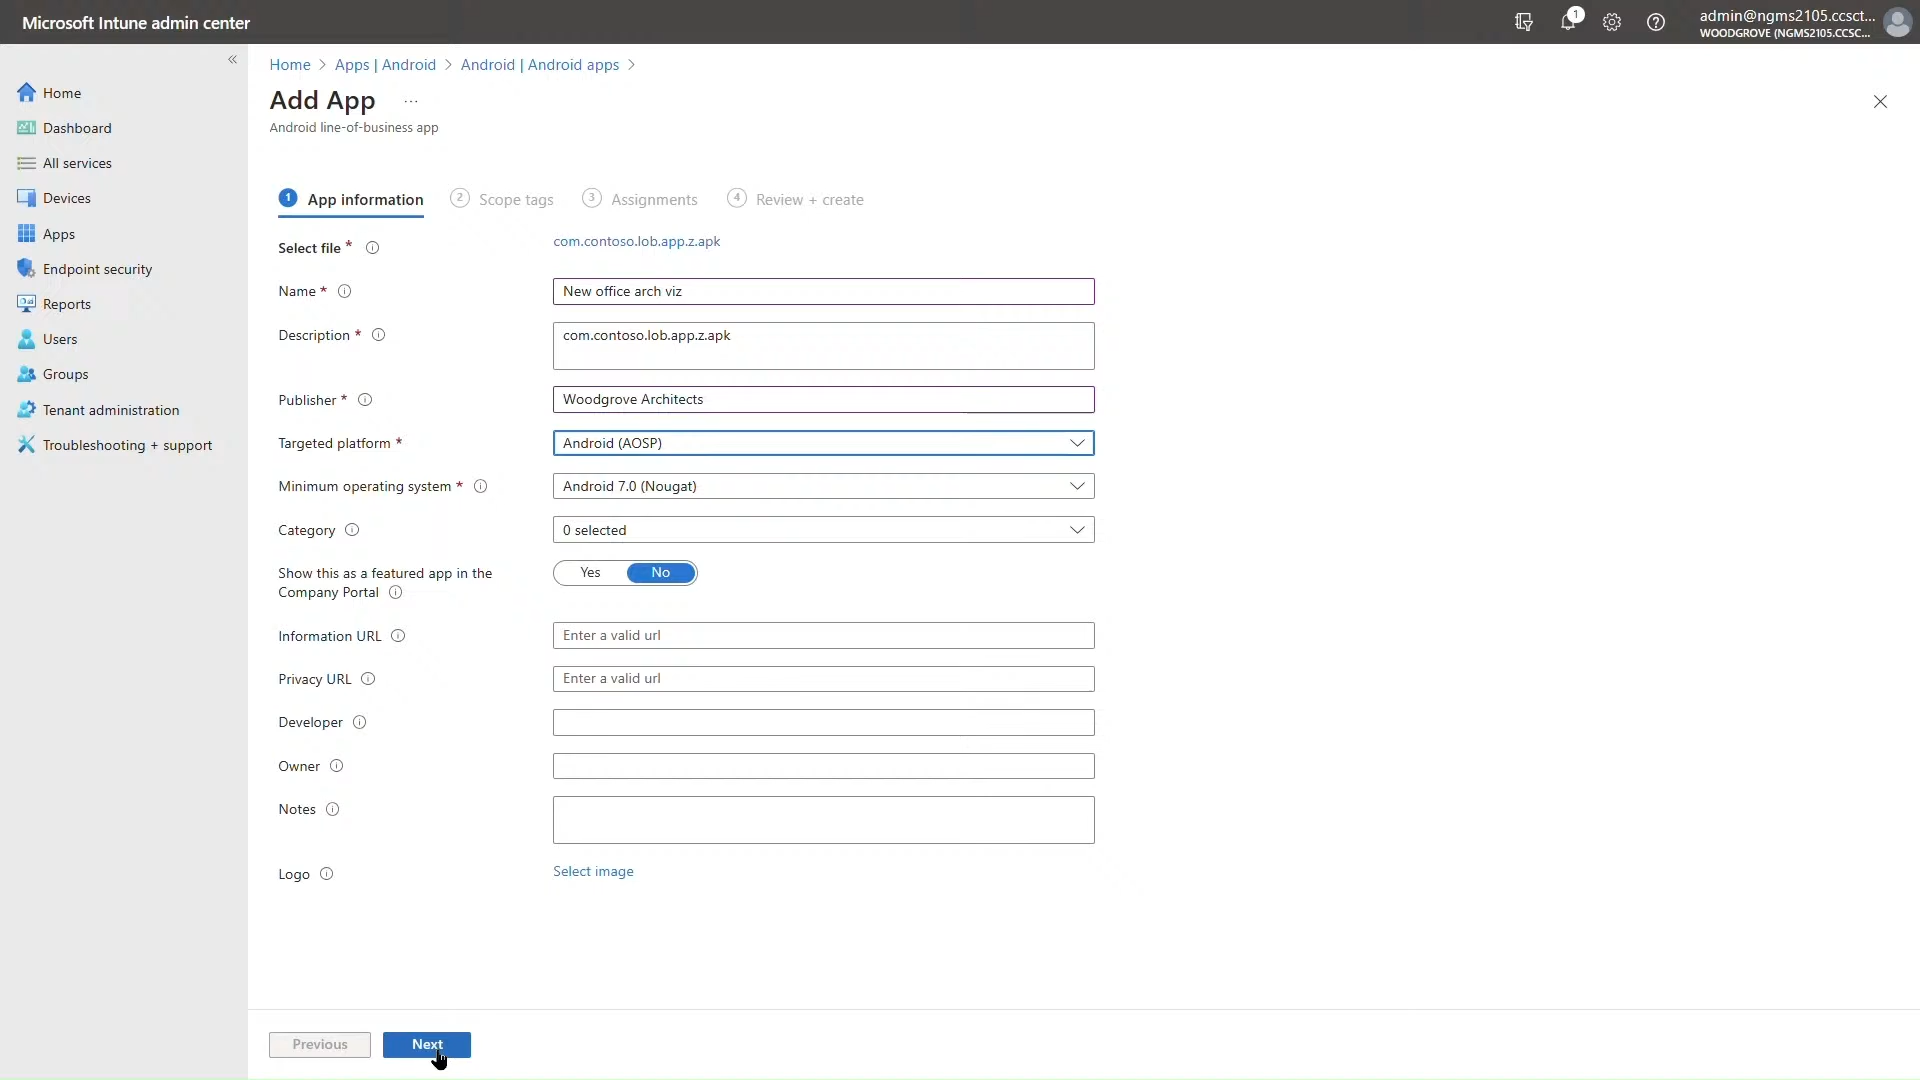 Microsoft Intune admin center
1
admin@ngms2105.ccsct...
WOODGROVE (NGMS2105.CCSC...
Home
Dashboard
All services
Devices
Apps
Endpoint security
Reports
Users
Groups
Tenant administration
Troubleshooting + support
Home > Apps | Android > Android | Android apps >
Add App ...
Android line-of-business app
1 App information 2 Scope tags 3 Assignments 4 Review + create
Select file * com.contoso.lob.app.z.apk
Name * New office arch viz
Description * com.contoso.lob.app.z.apk
Publisher * Woodgrove Architects
Targeted platform * Android (AOSP)
Minimum operating system * Android 7.0 (Nougat)
Category 0 selected
Show this as a featured app in the
Company Portal
Yes No
Information URL Enter a valid url
Privacy URL Enter a valid url
Developer
Owner
Notes
Logo Select image
Previous Next